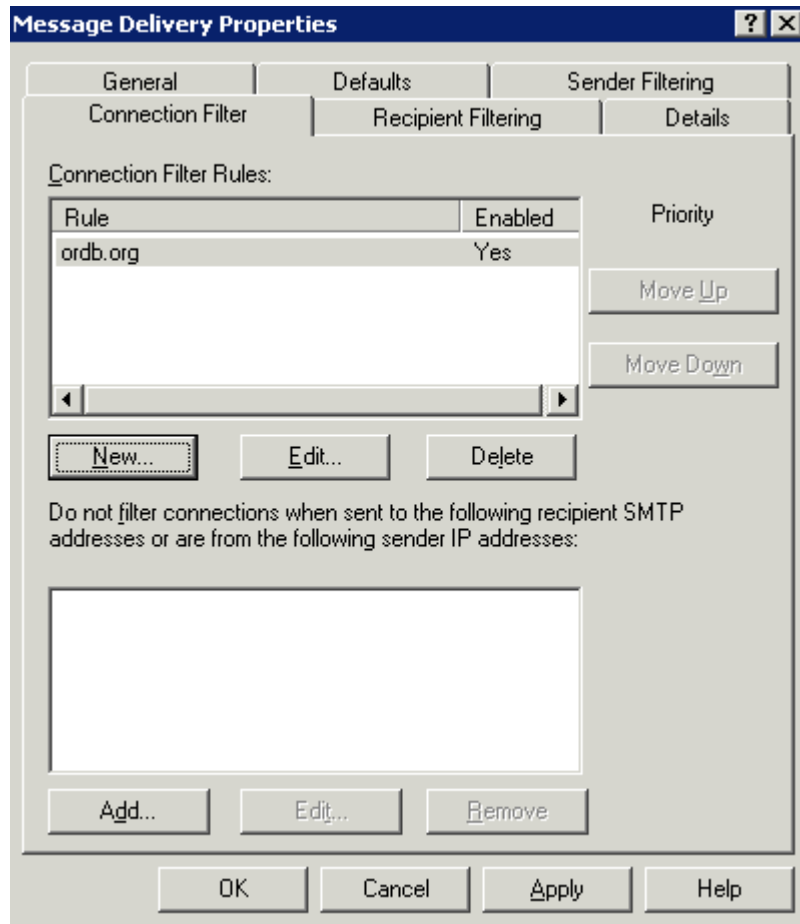 Message Delivery Properties
General Defaults Sender Filtering
Connection Filter Recipient Filtering Details
Connection Filter Rules:
Rule Enabled Priority
ordb.org Yes
Move Up
Move Down
New... Edit... Delete
Do not filter connections when sent to the following recipient SMTP
addresses or are from the following sender IP addresses:
Add... Edit... Remove
OK Cancel Apply Help